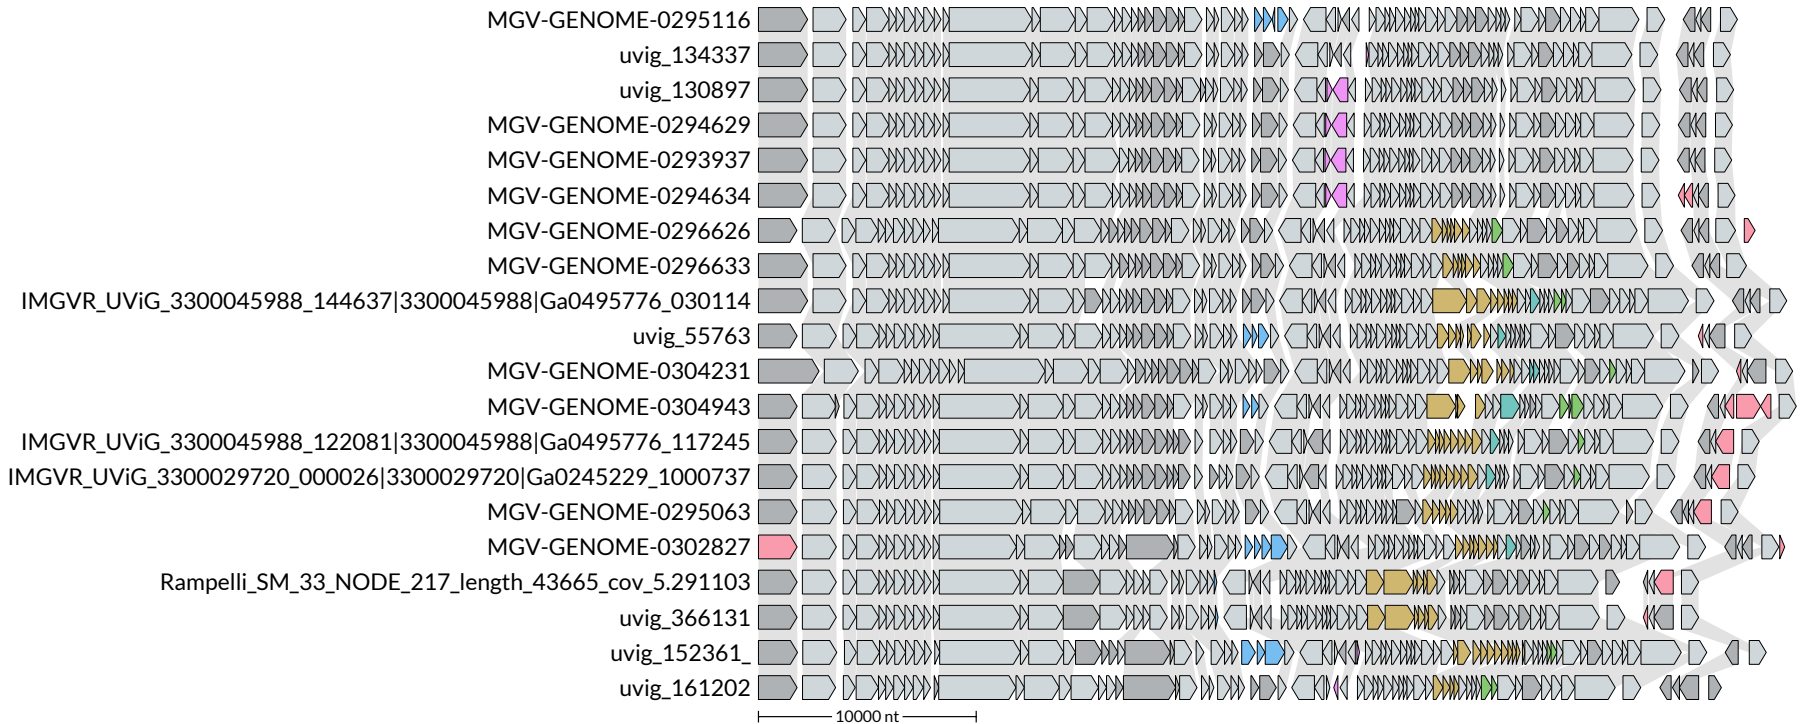 MGV-GENOME-0295116
uvig_134337
uvig_130897
MGV-GENOME-0294629
MGV-GENOME-0293937
MGV-GENOME-0294634
MGV-GENOME-0296626
MGV-GENOME-0296633
IMGVR_UViG_3300045988_144637|3300045988|Ga0495776_030114
uvig_55763
MGV-GENOME-0304231
MGV-GENOME-0304943
IMGVR_UViG_3300045988_122081|3300045988|Ga0495776_117245
IMGVR_UViG_3300029720_000026|3300029720|Ga0245229_1000737
MGV-GENOME-0295063
MGV-GENOME-0302827
Rampelli_SM_33_NODE_217_length_43665_cov_5.291103
uvig_366131
uvig_152361_
uvig_161202
10000 nt